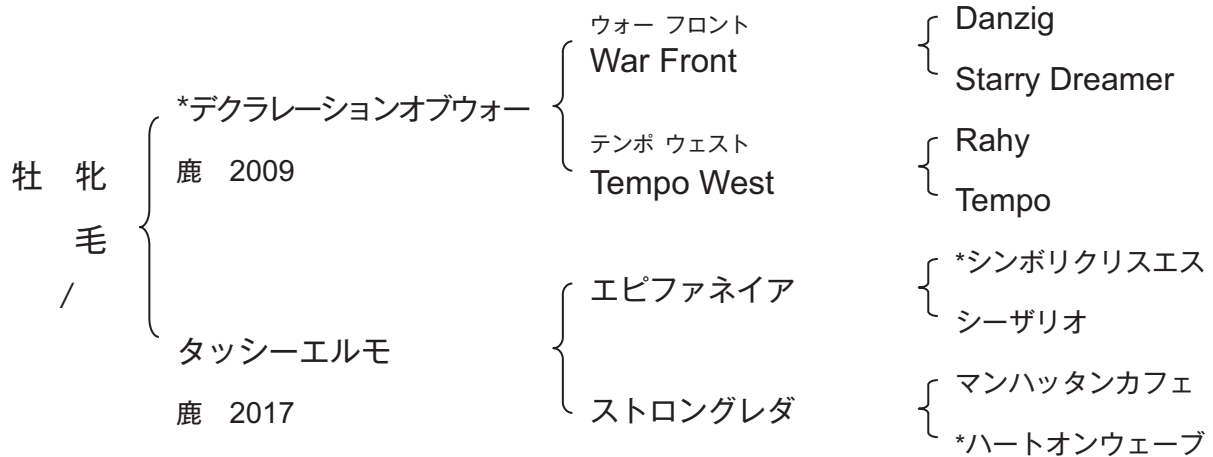 牡 牝
毛
/
*デクラレーションオブウォー
鹿 2009
タッシーエルモ
鹿 2017
ウォー フロント
War Front
テンポ ウェスト
Tempo West
エピファネイア
ストロングレダ
Danzig
Starry Dreamer
Rahy
Tempo
*シンボリクリスエス
シーザリオ
マンハッタンカフェ
*ハートオンウェーブ